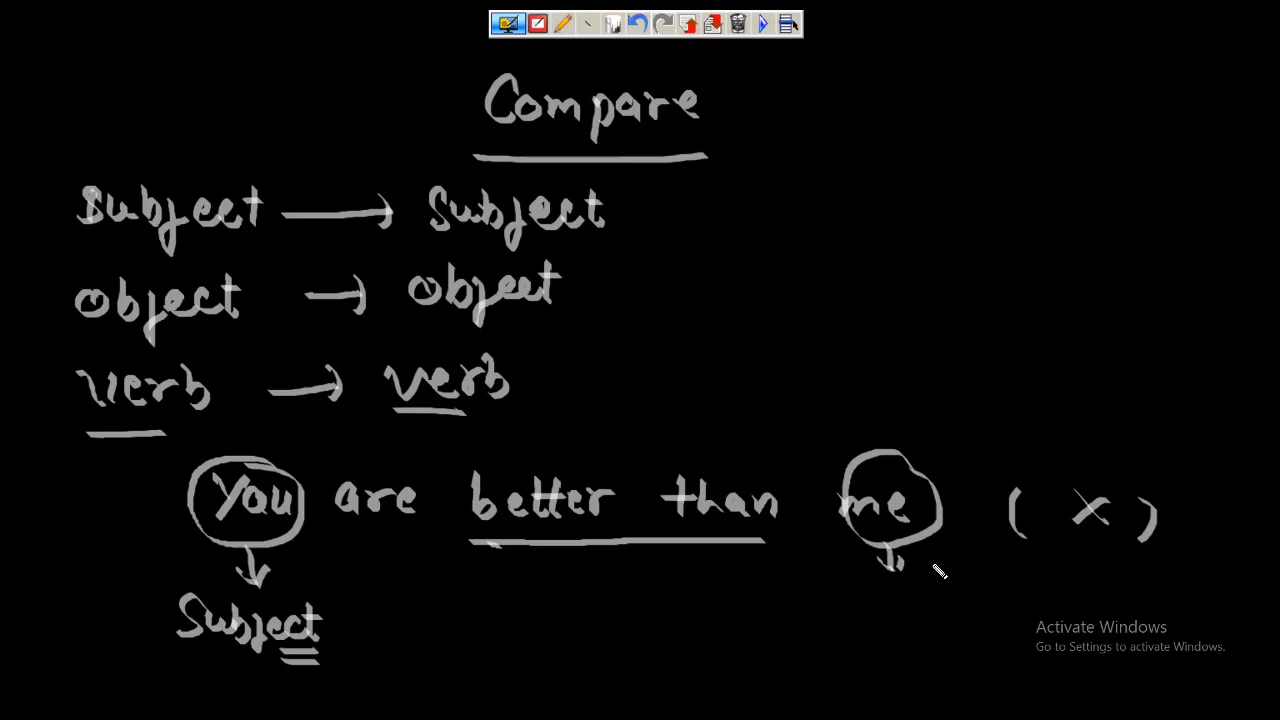 Compare
Subject → Subject
object → object
verb → verb
You are better than me ( X )
↓ ↓
Subject
Activate Windows
Go to Settings to activate Windows.